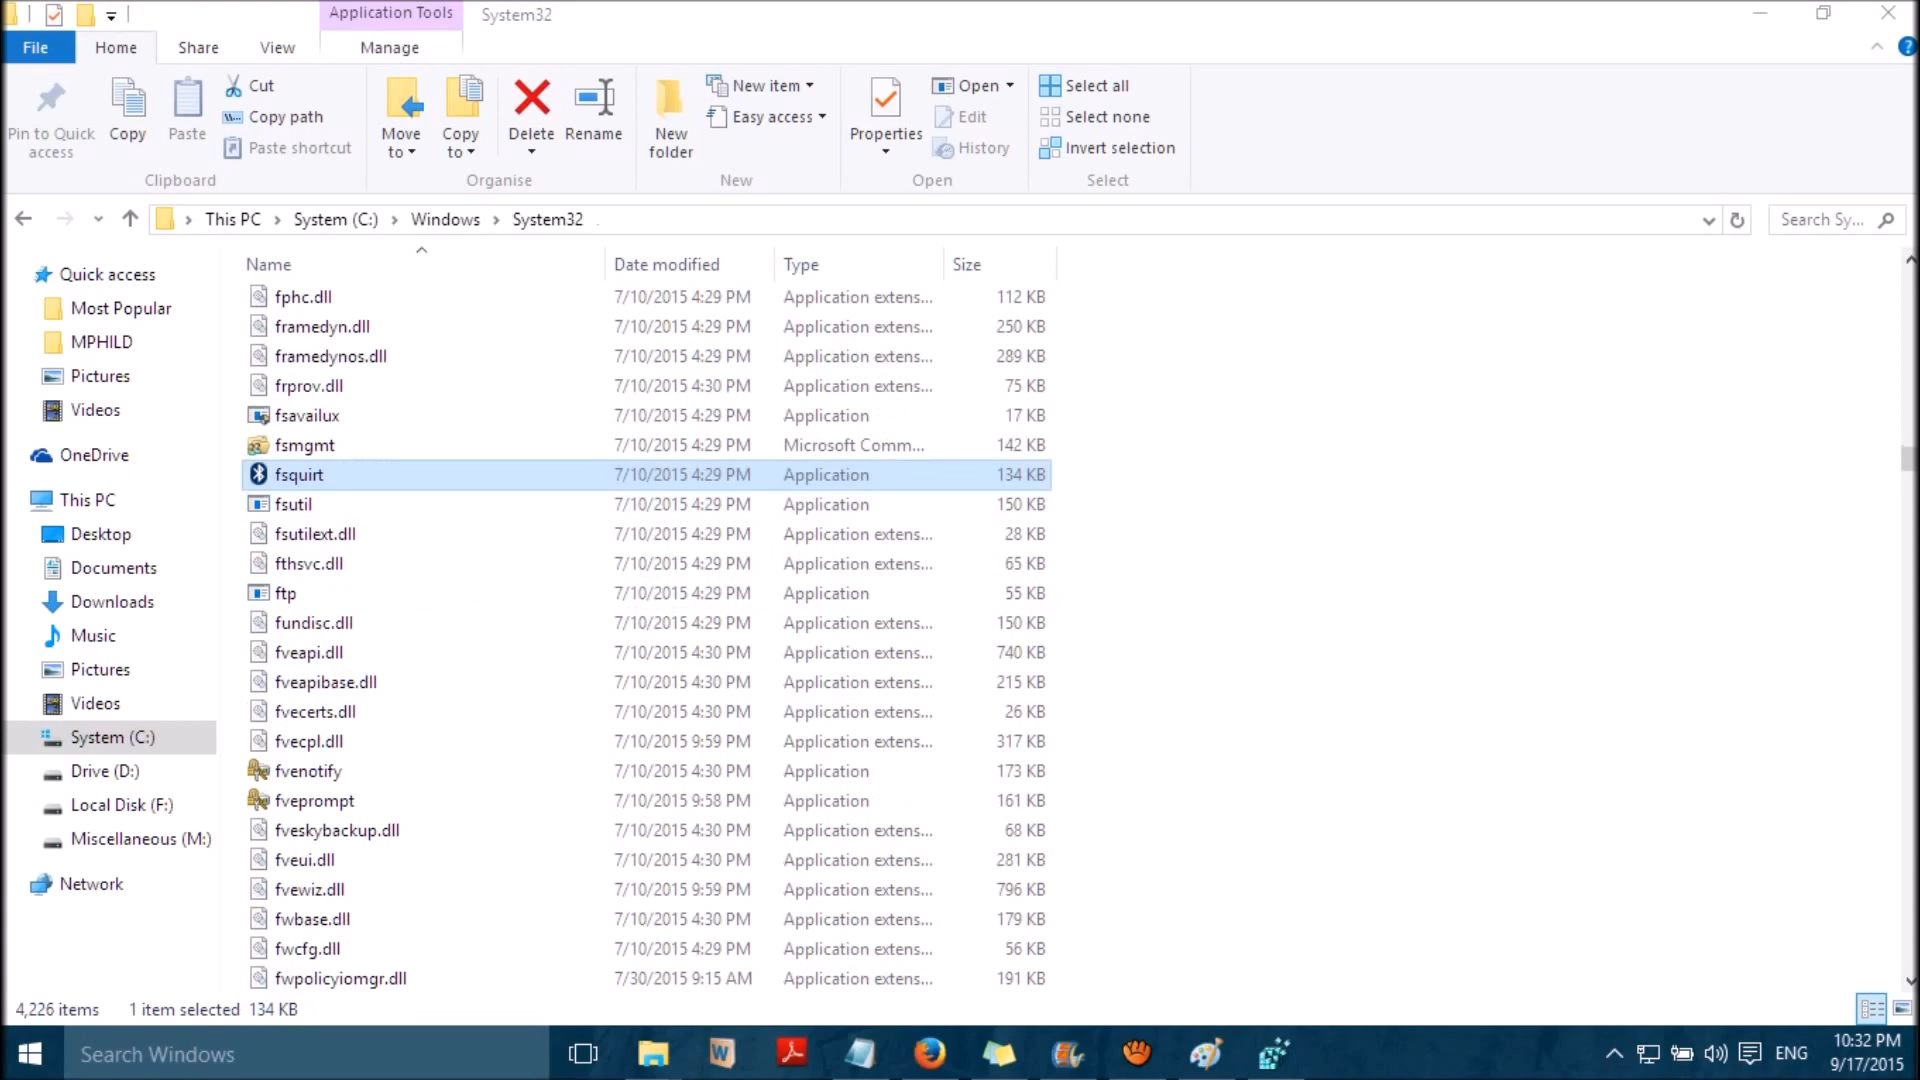 Application Tools System32
File Home Share View Manage
Pin to Quick access
Copy
Paste
Cut
Copy path
Paste shortcut
Clipboard
Move to
Copy to
Delete
Rename
Organise
New folder
New item
Easy access
New
Properties
Open
Edit
History
Open
Select all
Select none
Invert selection
Select
This PC System (C:) Windows System32 Search Sy...
Quick access
Most Popular
MPHILD
Pictures
Videos
OneDrive
This PC
Desktop
Documents
Downloads
Music
Pictures
Videos
System (C:)
Drive (D:)
Local Disk (F:)
Miscellaneous (M:)
Network
Name Date modified Type Size
fphc.dll 7/10/2015 4:29 PM Application extens... 112 KB
framedyn.dll 7/10/2015 4:29 PM Application extens... 250 KB
framedynos.dll 7/10/2015 4:29 PM Application extens... 289 KB
frprov.dll 7/10/2015 4:30 PM Application extens... 75 KB
fsavailux 7/10/2015 4:29 PM Application 17 KB
fsmgmt 7/10/2015 4:29 PM Microsoft Comm... 142 KB
fsquirt 7/10/2015 4:29 PM Application 134 KB
fsutil 7/10/2015 4:29 PM Application 150 KB
fsutilext.dll 7/10/2015 4:29 PM Application extens... 28 KB
fthsvc.dll 7/10/2015 4:29 PM Application extens... 65 KB
ftp 7/10/2015 4:29 PM Application 55 KB
fundisc.dll 7/10/2015 4:29 PM Application extens... 150 KB
fveapi.dll 7/10/2015 4:30 PM Application extens... 740 KB
fveapibase.dll 7/10/2015 4:30 PM Application extens... 215 KB
fvecerts.dll 7/10/2015 4:30 PM Application extens... 26 KB
fvecpl.dll 7/10/2015 9:59 PM Application extens... 317 KB
fvenotify 7/10/2015 4:30 PM Application 173 KB
fveprompt 7/10/2015 9:58 PM Application 161 KB
fveskybackup.dll 7/10/2015 4:30 PM Application extens... 68 KB
fveui.dll 7/10/2015 4:30 PM Application extens... 281 KB
fvewiz.dll 7/10/2015 9:59 PM Application extens... 796 KB
fwbase.dll 7/10/2015 4:30 PM Application extens... 179 KB
fwcfg.dll 7/10/2015 4:29 PM Application extens... 56 KB
fwpolicyiomgr.dll 7/30/2015 9:15 AM Application extens... 191 KB
4,226 items 1 item selected 134 KB
Search Windows
ENG
10:32 PM
9/17/2015